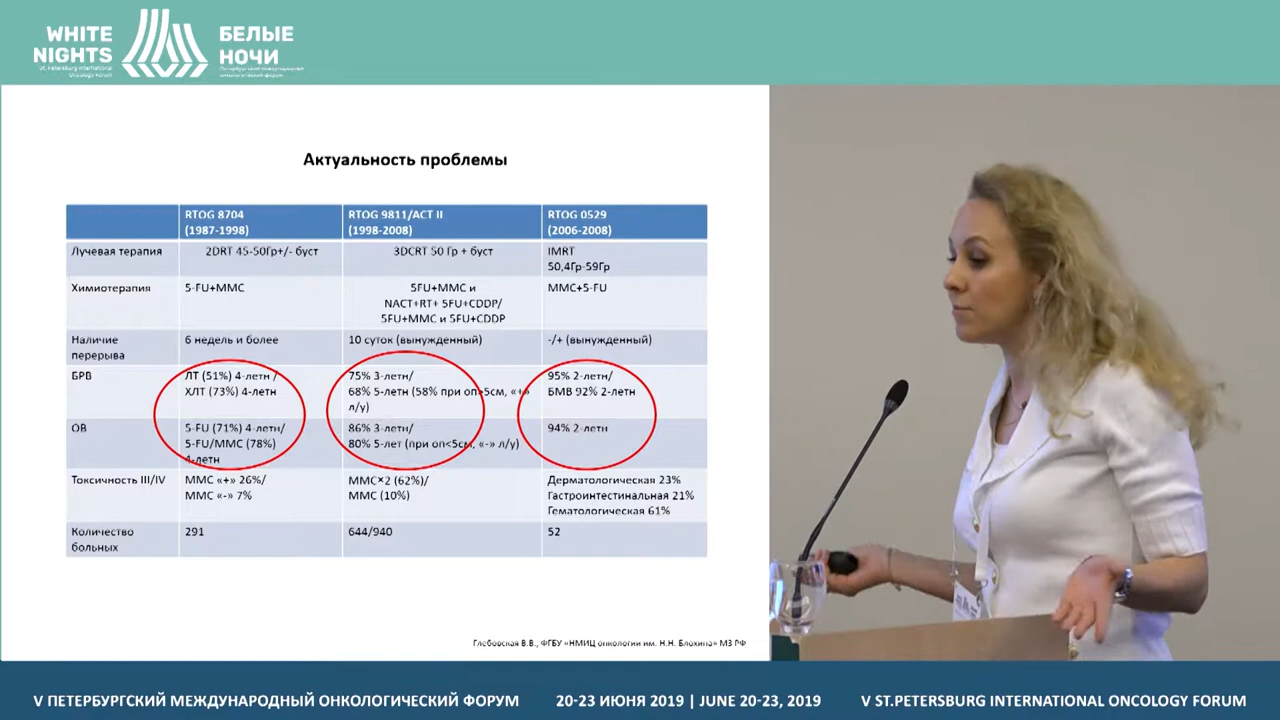 WHITE
NIGHTS
St. Petersburg International
Oncology Forum
БЕЛЫЕ
НОЧИ
Петербургский международный
онкологический форум
Актуальность проблемы
RTOG 8704
(1987-1998)
RTOG 9811/ACT II
(1998-2008)
RTOG 0529
(2006-2008)
Лучевая терапия
2DRT 45-50Гр+/- буст
3DCRT 50 Гр + буст
IMRT
50,4Гр-59Гр
Химиотерапия
5-FU+MMC
5FU+MMC и
NACT+RT+ 5FU+CDDP/
5FU+MMC и 5FU+CDDP
MMC+5-FU
Наличие
перерыва
6 недель и более
10 суток (вынужденный)
-/+ (вынужденный)
БРВ
ЛТ (51%) 4-летн /
ХЛТ (73%) 4-летн
75% 3-летн/
68% 5-летн (58% при оп>5см, «+»
л/у)
95% 2-летн/
БМВ 92% 2-летн
ОВ
5-FU (71%) 4-летн/
5-FU/MMC (78%)
4-летн
86% 3-летн/
80% 5-лет (при оп<5см, «-» л/у)
94% 2-летн
Токсичность III/IV
ММС «+» 26%/
ММС «-» 7%
ММС×2 (62%)/
ММС (10%)
Дерматологическая 23%
Гастроинтестинальная 21%
Гематологическая 61%
Количество
больных
291
644/940
52
Глебовская В.В., ФГБУ «НМИЦ онкологии им. Н.Н. Блохина» МЗ РФ
V ПЕТЕРБУРГСКИЙ МЕЖДУНАРОДНЫЙ ОНКОЛОГИЧЕСКИЙ ФОРУМ 20-23 ИЮНЯ 2019 | JUNE 20-23, 2019 V ST.PETERSBURG INTERNATIONAL ONCOLOGY FORUM